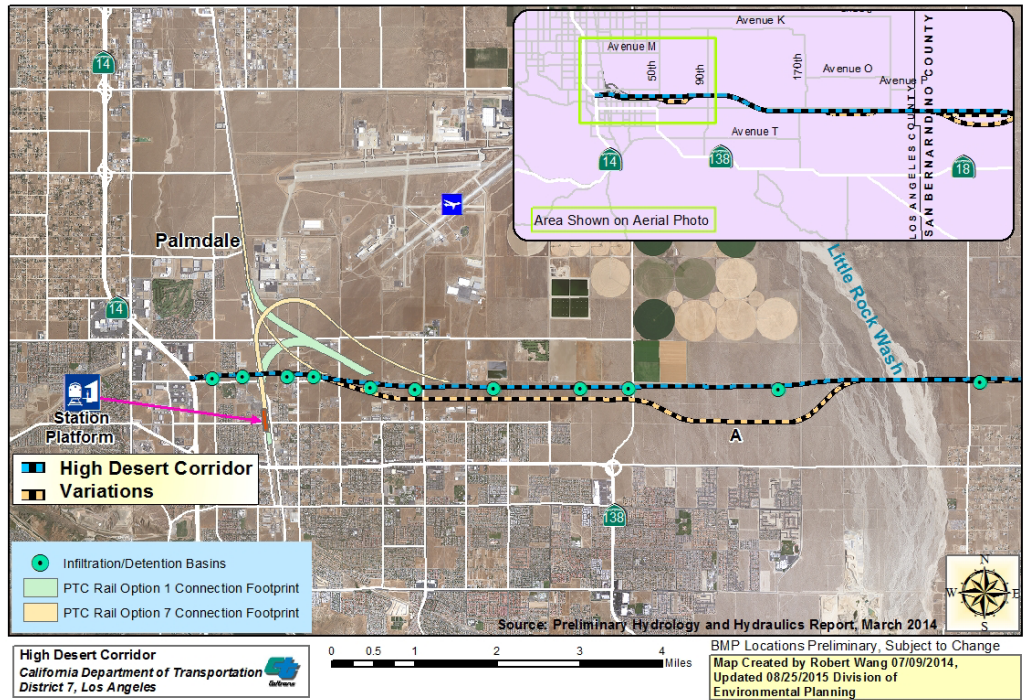 14
Avenue K
Avenue M
50th
90th
170th
Avenue O
Avenue P
LOS ANGELES COUNTY
SAN BERNARDINO COUNTY
Avenue T
14
138
18
Area Shown on Aerial Photo
Palmdale
14
Little Rock Wash
Station
Platform
A
High Desert Corridor
Variations
138
Infiltration/Detention Basins
PTC Rail Option 1 Connection Footprint
PTC Rail Option 7 Connection Footprint
N
W
E
S
Source: Preliminary Hydrology and Hydraulics Report, March 2014
High Desert Corridor
California Department of Transportation
District 7, Los Angeles
Caltrans
0 0.5 1 2 3 4
Miles
BMP Locations Preliminary, Subject to Change
Map Created by Robert Wang 07/09/2014,
Updated 08/25/2015 Division of
Environmental Planning